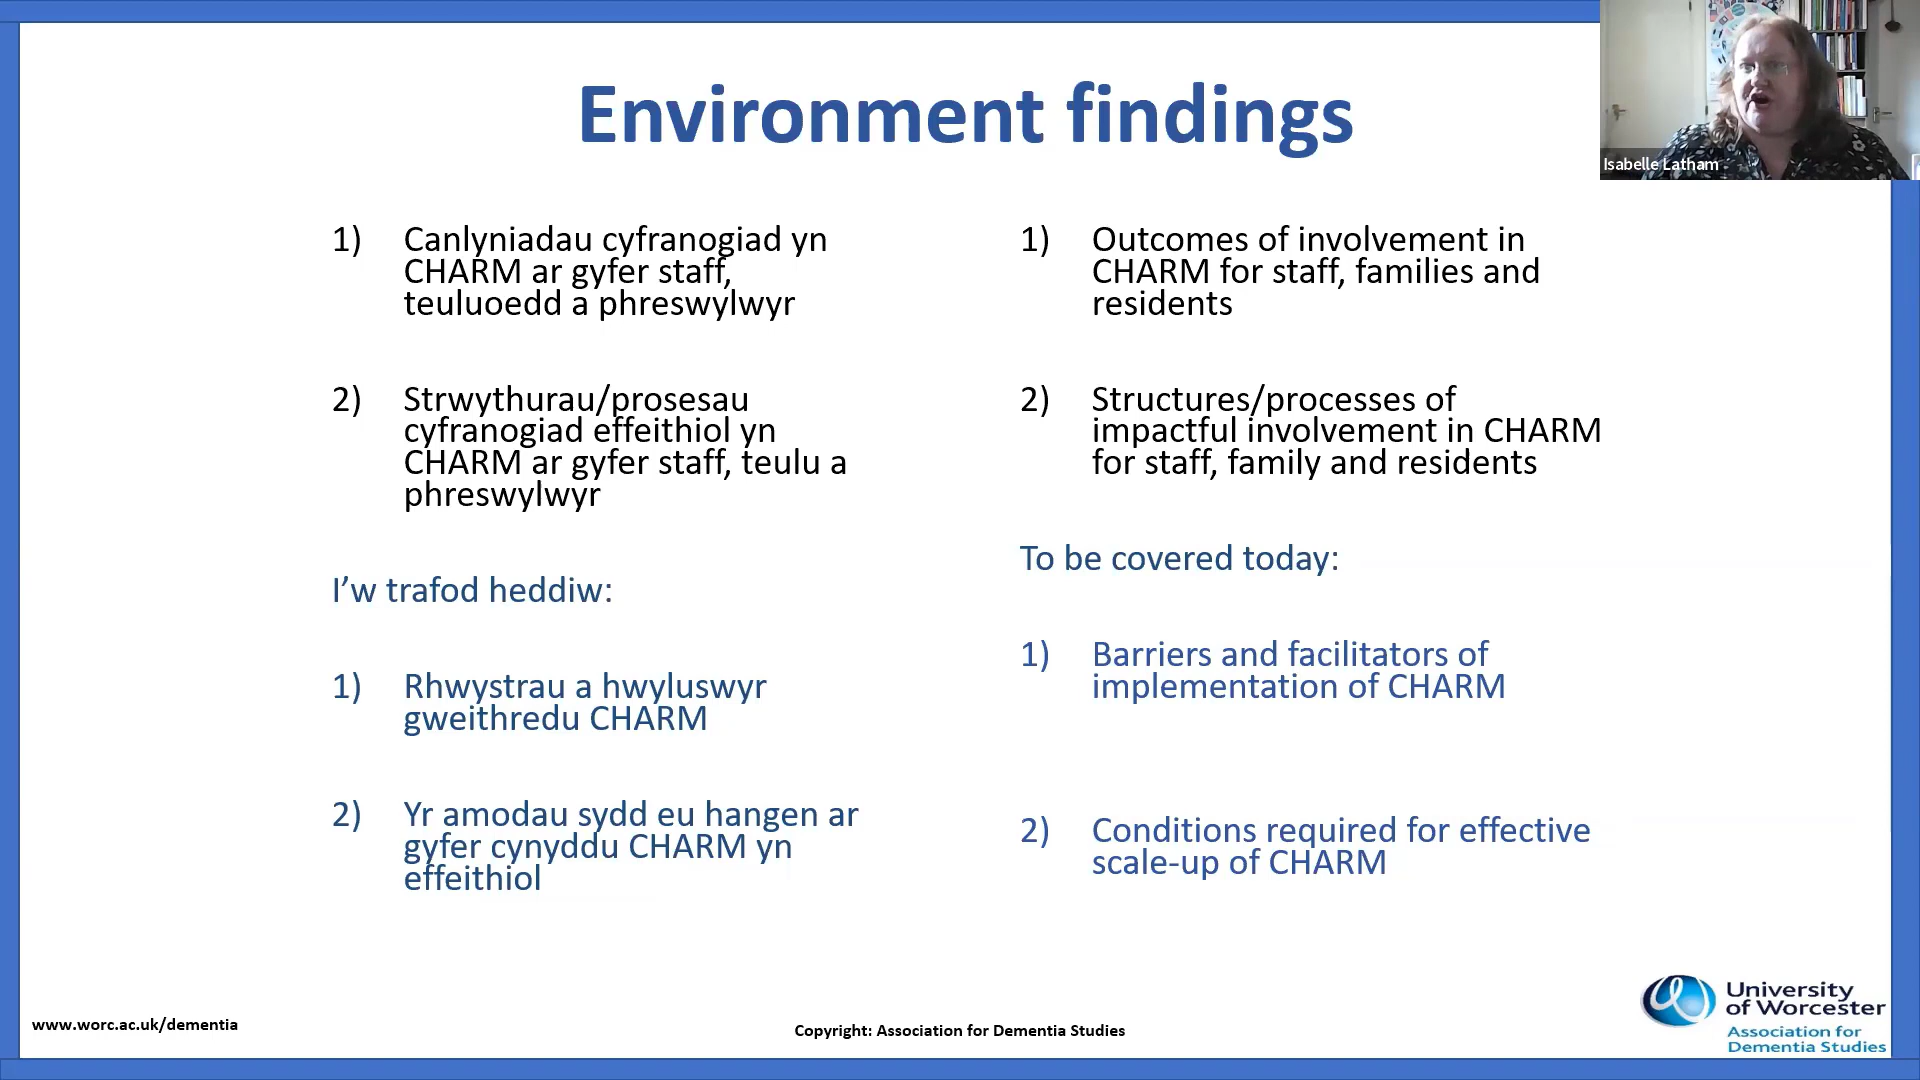 Environment findings
Isabelle Latham
1) Canlyniadau cyfranogiad yn
CHARM ar gyfer staff,
teuluoedd a phreswylwyr
2) Strwythurau/prosesau
cyfranogiad effeithiol yn
CHARM ar gyfer staff, teulu a
phreswylwyr
I’w trafod heddiw:
1) Rhwystrau a hwyluswyr
gweithredu CHARM
2) Yr amodau sydd eu hangen ar
gyfer cynyddu CHARM yn
effeithiol
1) Outcomes of involvement in
CHARM for staff, families and
residents
2) Structures/processes of
impactful involvement in CHARM
for staff, family and residents
To be covered today:
1) Barriers and facilitators of
implementation of CHARM
2) Conditions required for effective
scale-up of CHARM
www.worc.ac.uk/dementia
Copyright: Association for Dementia Studies
University
of Worcester
Association for
Dementia Studies